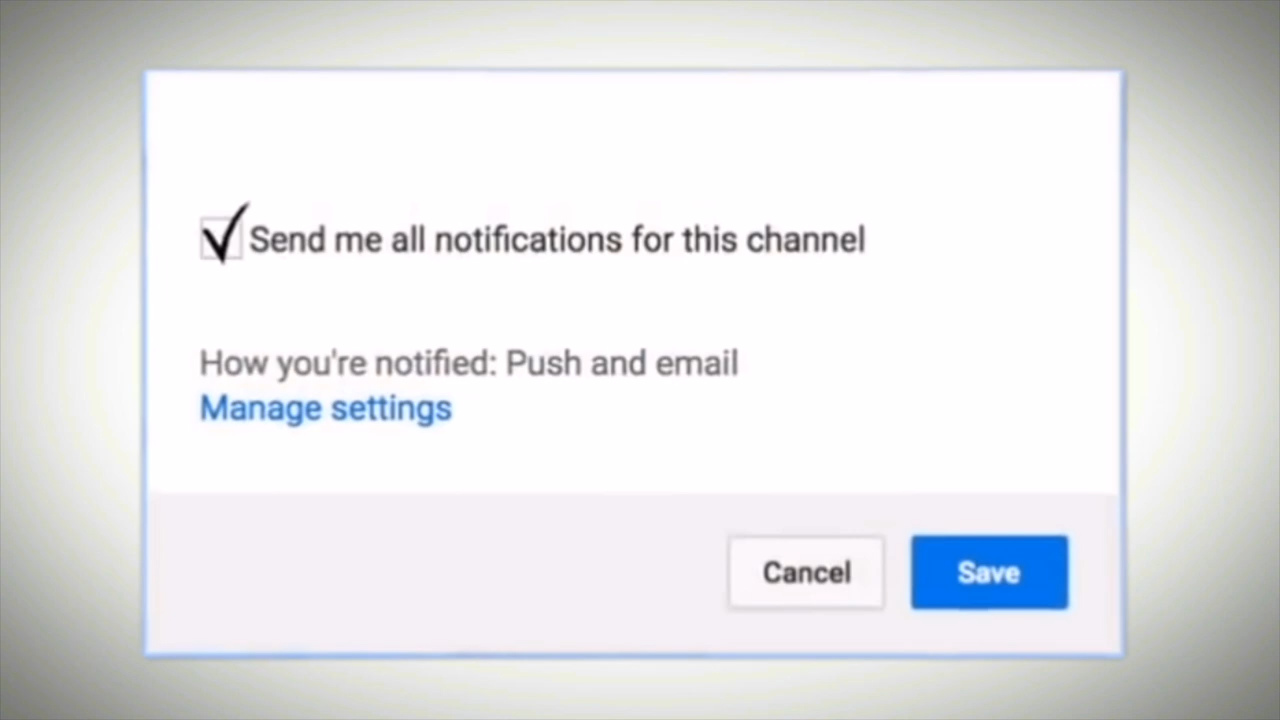 Send me all notifications for this channel
How you're notified: Push and email
Manage settings
Cancel
Save